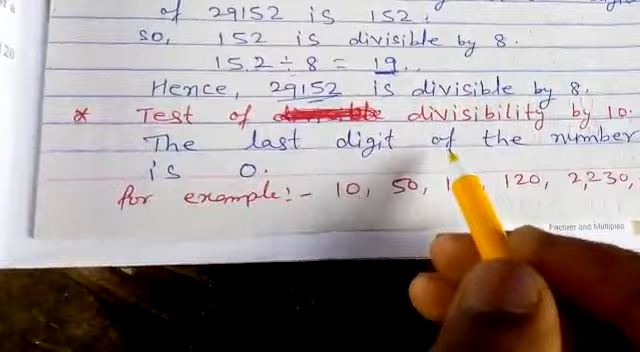 of 29152 is 152.
so, 152 is divisible by 8.
152 ÷ 8 = 19.
Hence, 29152 is divisible by 8.
* Test of divisibility by 10.
The last digit of the number
is 0.
for example:- 10, 50, 120, 2,230,
Factor and Multiples
120